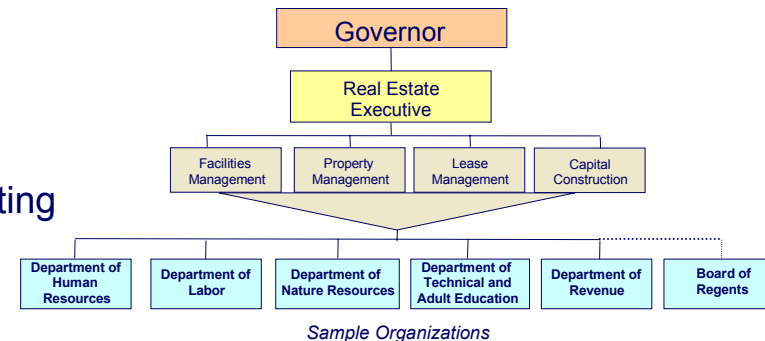 Governor
Real Estate
Executive
Facilities
Management
Property
Management
Lease
Management
Capital
Construction
ting
Department of
Human
Resources
Department of
Labor
Department of
Nature Resources
Department of
Technical and
Adult Education
Department of
Revenue
Board of
Regents
Sample Organizations